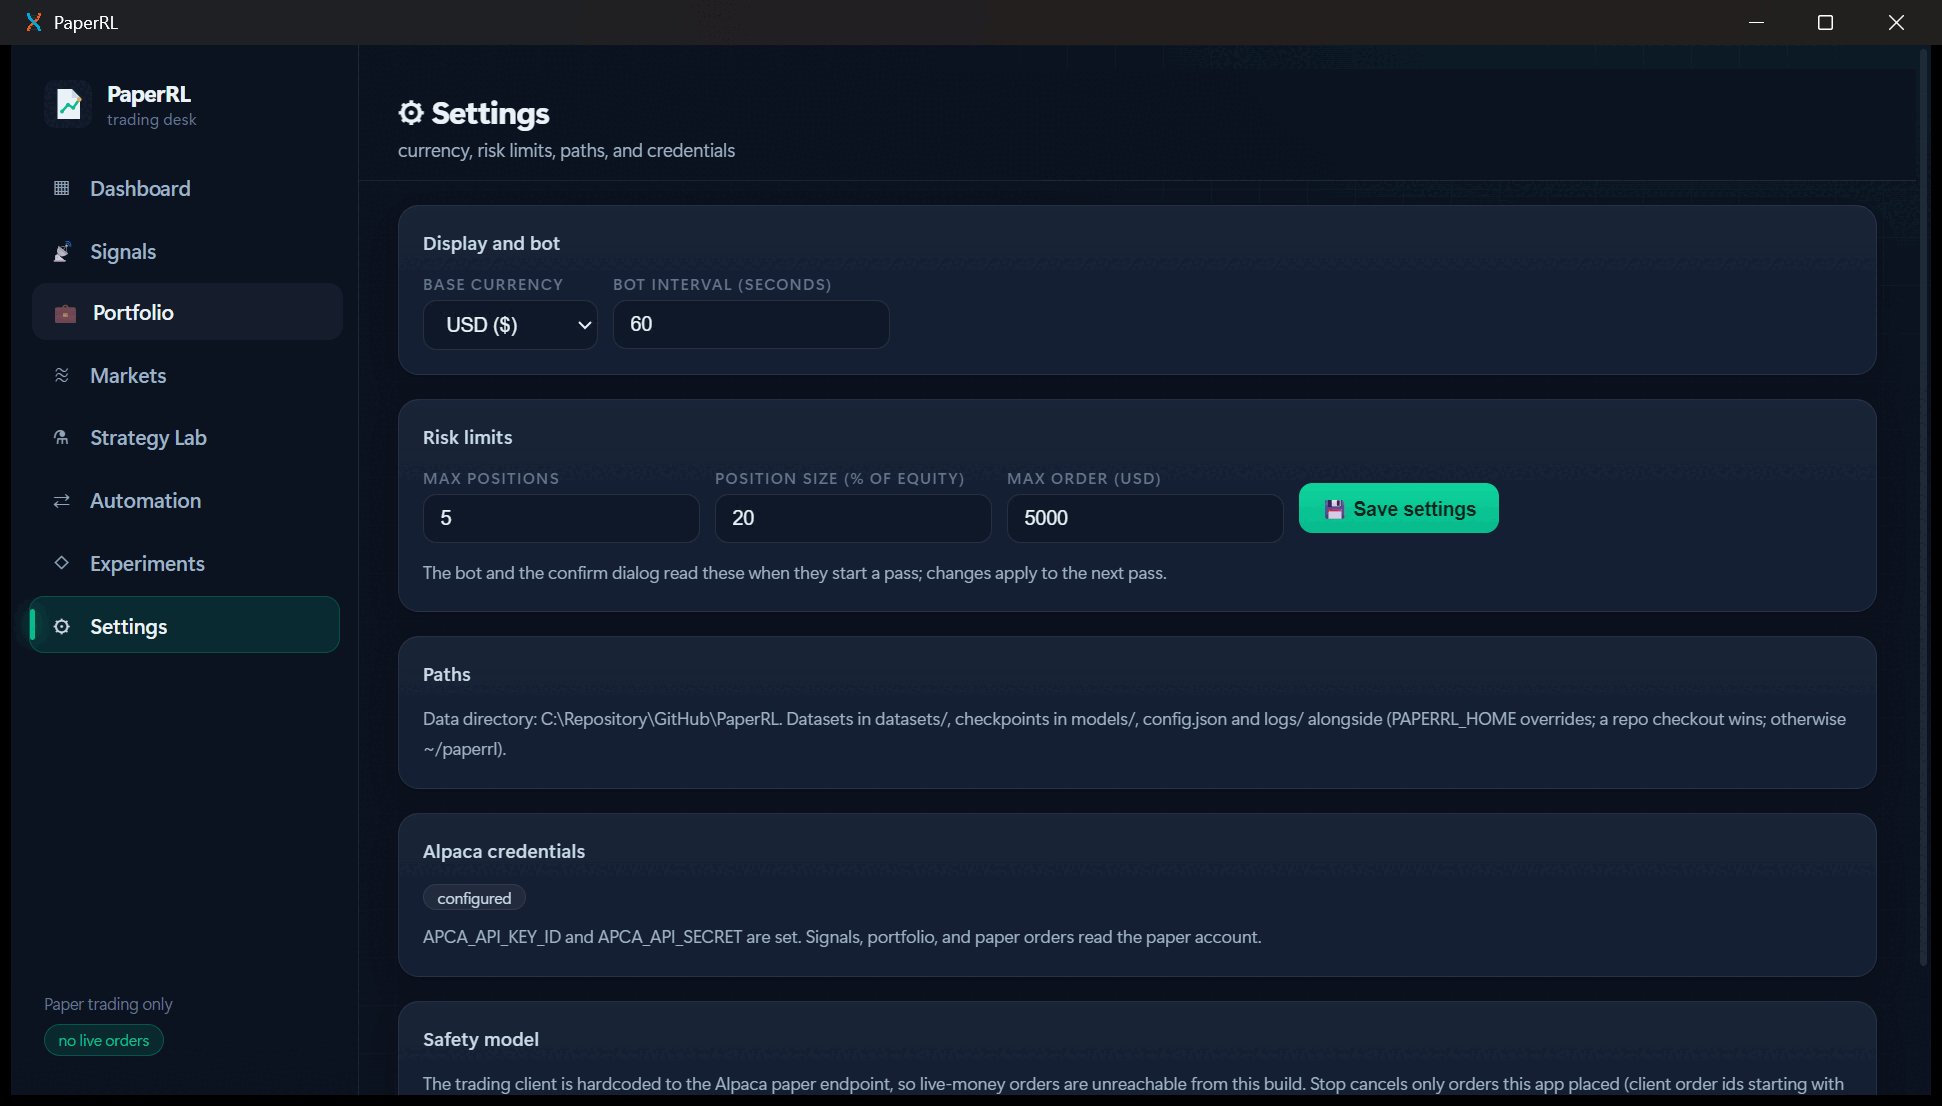 PaperRL
PaperRL
trading desk
Dashboard
Signals
Portfolio
Markets
Strategy Lab
Automation
Experiments
Settings
Paper trading only
no live orders
Settings
currency, risk limits, paths, and credentials
Display and bot
BASE CURRENCY
BOT INTERVAL (SECONDS)
USD ($)
60
Risk limits
MAX POSITIONS
POSITION SIZE (% OF EQUITY)
MAX ORDER (USD)
5
20
5000
Save settings
The bot and the confirm dialog read these when they start a pass; changes apply to the next pass.
Paths
Data directory: C:\Repository\GitHub\PaperRL. Datasets in datasets/, checkpoints in models/, config.json and logs/ alongside (PAPERRL_HOME overrides; a repo checkout wins; otherwise
~/paperrl).
Alpaca credentials
configured
APCA_API_KEY_ID and APCA_API_SECRET are set. Signals, portfolio, and paper orders read the paper account.
Safety model
The trading client is hardcoded to the Alpaca paper endpoint, so live-money orders are unreachable from this build. Stop cancels only orders this app placed (client order ids starting with